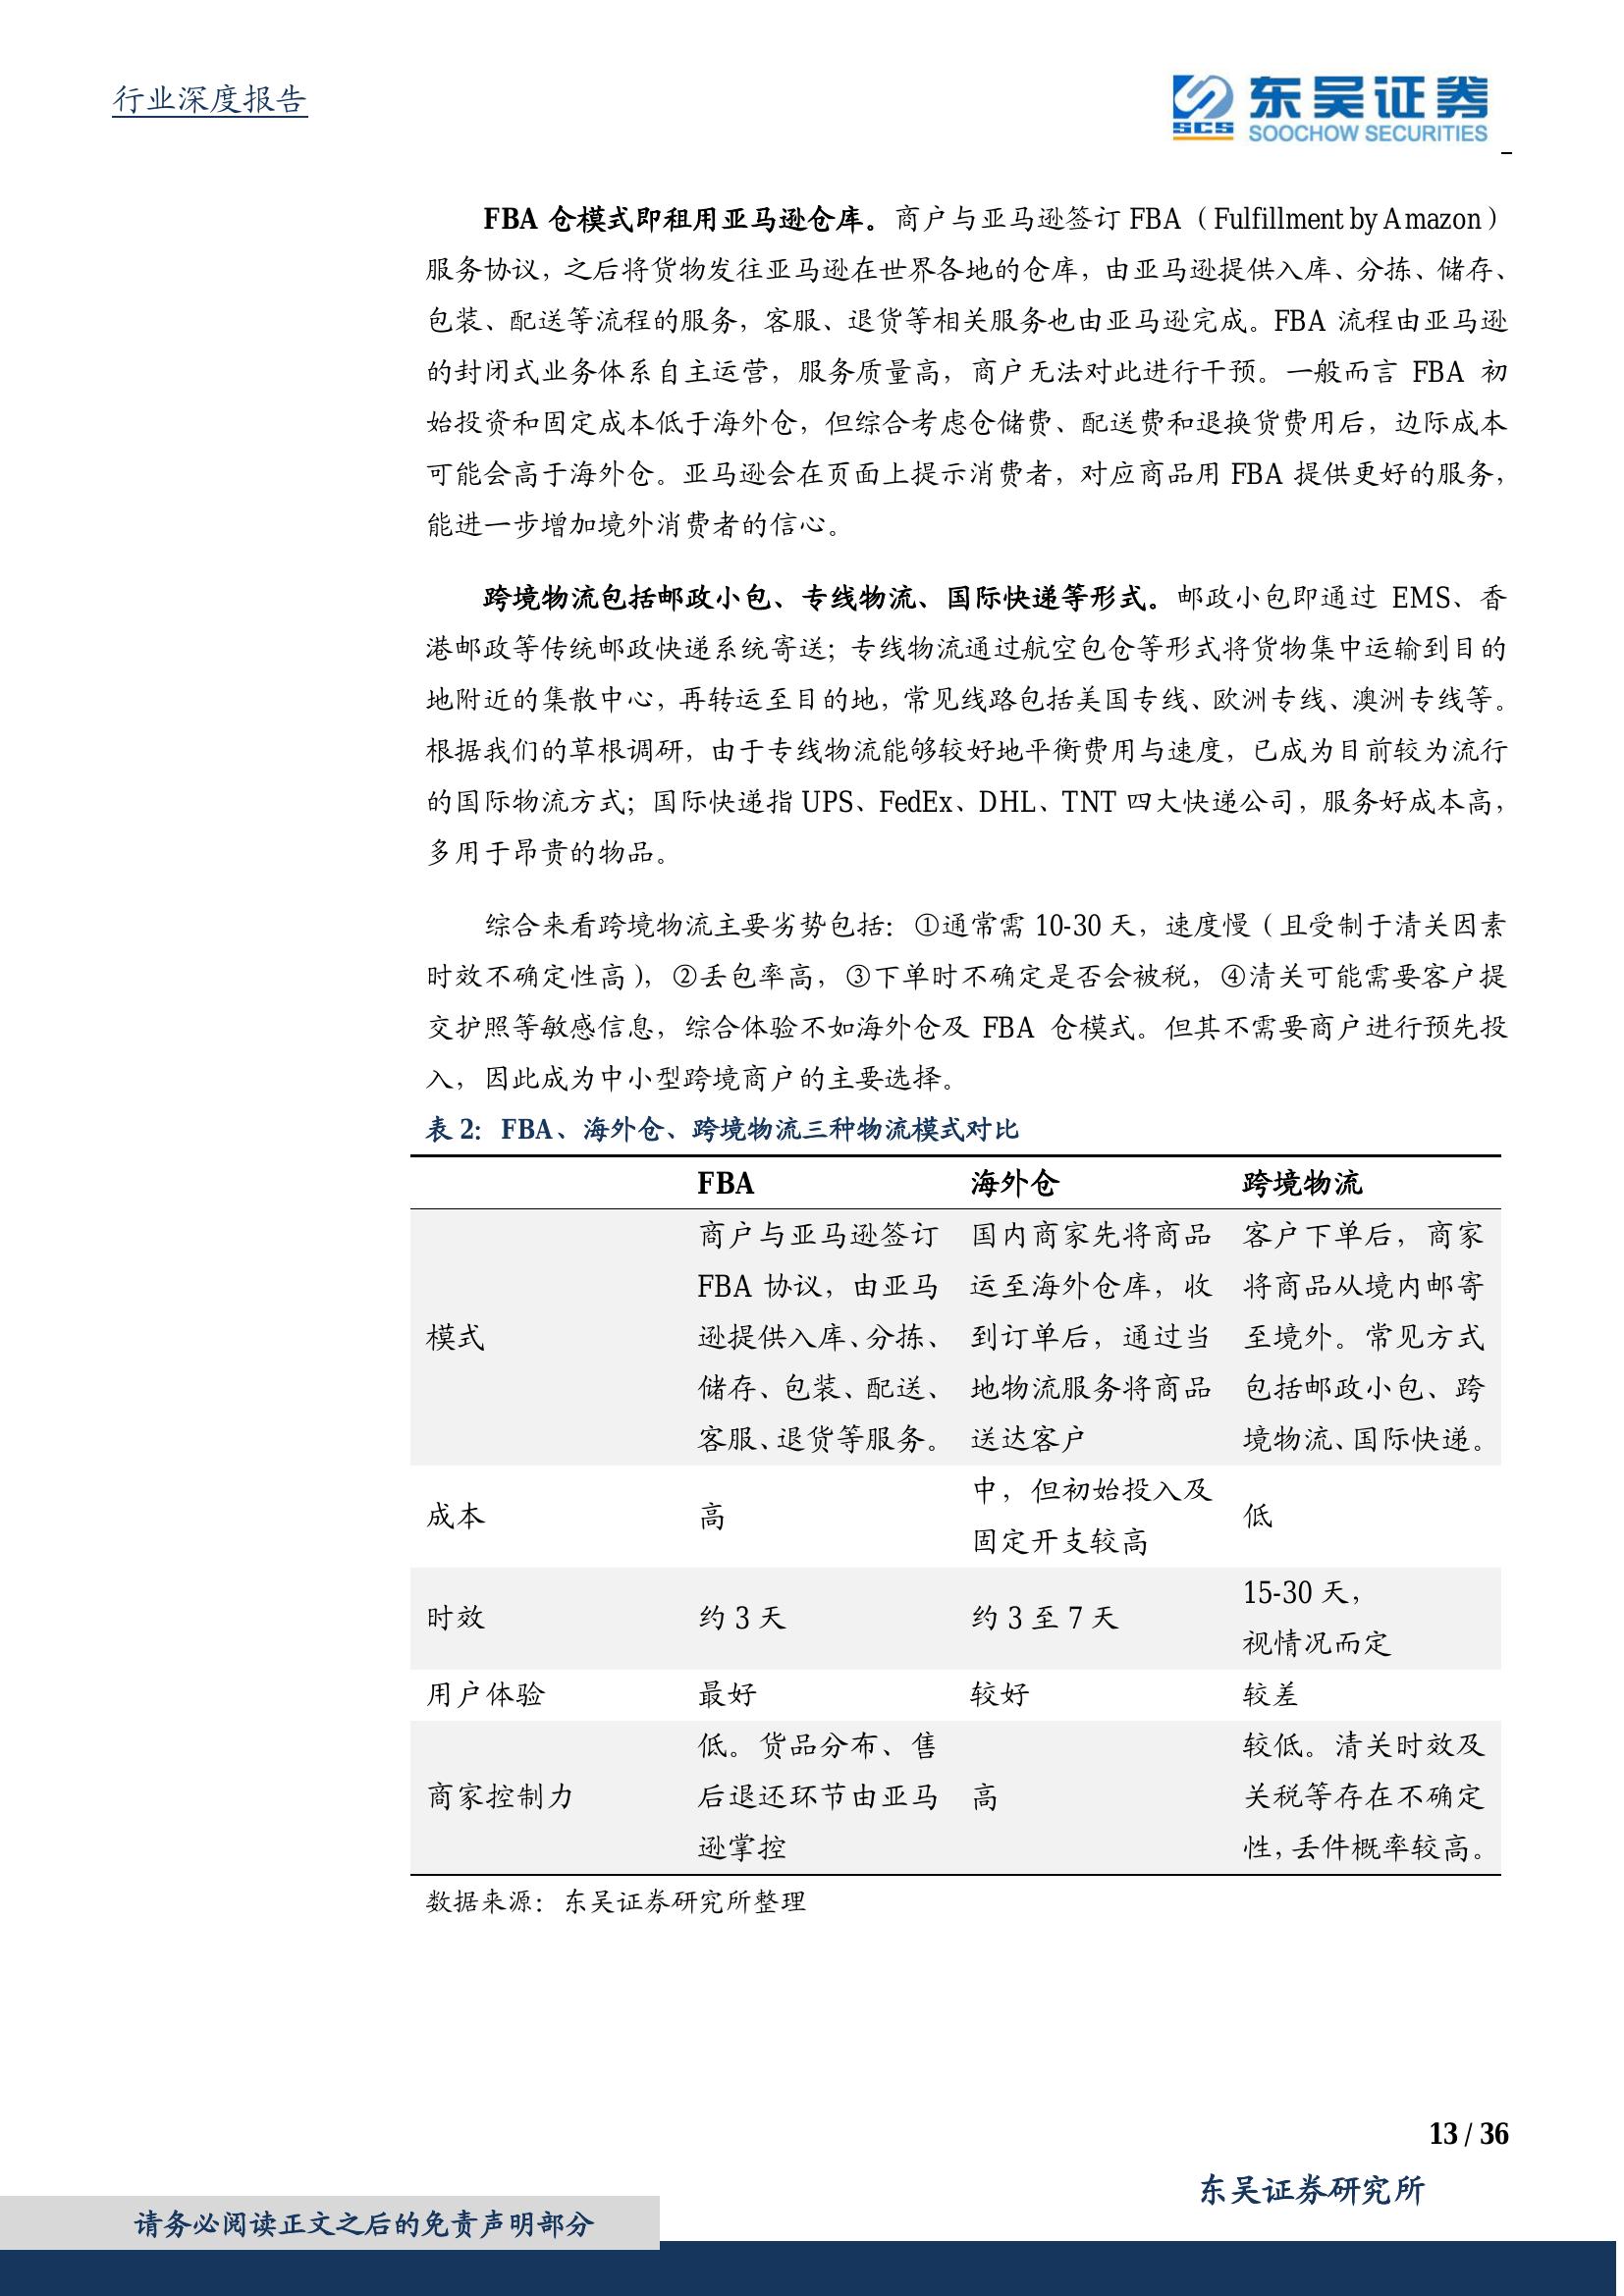 行业深度报告
SCS
东吴证券
SOOCHOW SECURITIES
FBA 仓模式即租用亚马逊仓库。商户与亚马逊签订 FBA（Fulfillment by Amazon）
服务协议，之后将货物发往亚马逊在世界各地的仓库，由亚马逊提供入库、分拣、储存、
包装、配送等流程的服务，客服、退货等相关服务也由亚马逊完成。FBA 流程由亚马逊
的封闭式业务体系自主运营，服务质量高，商户无法对此进行干预。一般而言 FBA 初
始投资和固定成本低于海外仓，但综合考虑仓储费、配送费和退换货费用后，边际成本
可能会高于海外仓。亚马逊会在页面上提示消费者，对应商品用 FBA 提供更好的服务，
能进一步增加境外消费者的信心。
跨境物流包括邮政小包、专线物流、国际快递等形式。邮政小包即通过 EMS、香
港邮政等传统邮政快递系统寄送；专线物流通过航空包仓等形式将货物集中运输到目的
地附近的集散中心，再转运至目的地，常见线路包括美国专线、欧洲专线、澳洲专线等。
根据我们的草根调研，由于专线物流能够较好地平衡费用与速度，已成为目前较为流行
的国际物流方式；国际快递指 UPS、FedEx、DHL、TNT 四大快递公司，服务好成本高，
多用于昂贵的物品。
综合来看跨境物流主要劣势包括：①通常需 10-30 天，速度慢（且受制于清关因素
时效不确定性高），②丢包率高，③下单时不确定是否会被税，④清关可能需要客户提
交护照等敏感信息，综合体验不如海外仓及 FBA 仓模式。但其不需要商户进行预先投
入，因此成为中小型跨境商户的主要选择。
表 2：FBA、海外仓、跨境物流三种物流模式对比
FBA 海外仓 跨境物流
模式
商户与亚马逊签订
FBA 协议，由亚马
逊提供入库、分拣、
储存、包装、配送、
客服、退货等服务。
国内商家先将商品
运至海外仓库，收
到订单后，通过当
地物流服务将商品
送达客户
客户下单后，商家
将商品从境内邮寄
至境外。常见方式
包括邮政小包、跨
境物流、国际快递。
成本
高
中，但初始投入及
固定开支较高
低
时效
约 3 天
约 3 至 7 天
15-30 天，
视情况而定
用户体验 最好 较好 较差
商家控制力
低。货品分布、售
后退还环节由亚马
逊掌控
高
较低。清关时效及
关税等存在不确定
性，丢件概率较高。
数据来源：东吴证券研究所整理
13 / 36
东吴证券研究所
请务必阅读正文之后的免责声明部分